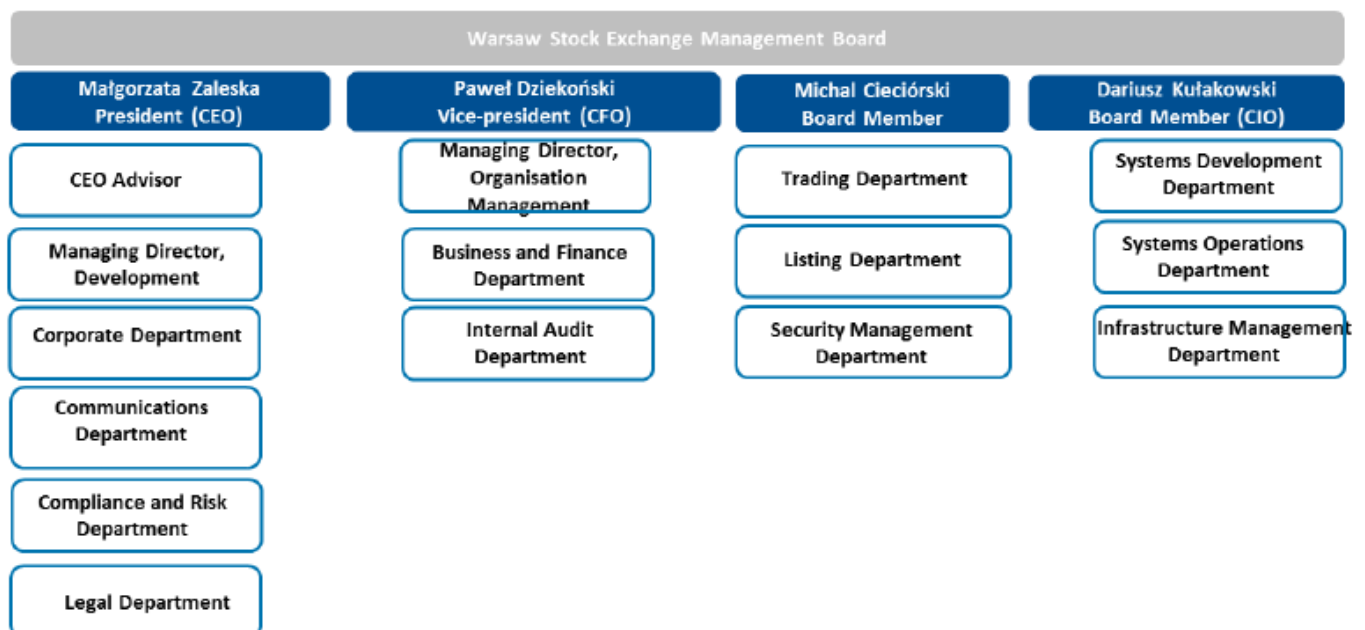 Warsaw Stock Exchange Management Board
Małgorzata Zaleska
President (CEO)
CEO Advisor
Managing Director,
Development
Corporate Department
Communications
Department
Compliance and Risk
Department
Legal Department
Paweł Dziekoński
Vice-president (CFO)
Managing Director,
Organisation
Management
Business and Finance
Department
Internal Audit
Department
Michal Cieciórski
Board Member
Trading Department
Listing Department
Security Management
Department
Dariusz Kułakowski
Board Member (CIO)
Systems Development
Department
Systems Operations
Department
Infrastructure Management
Department